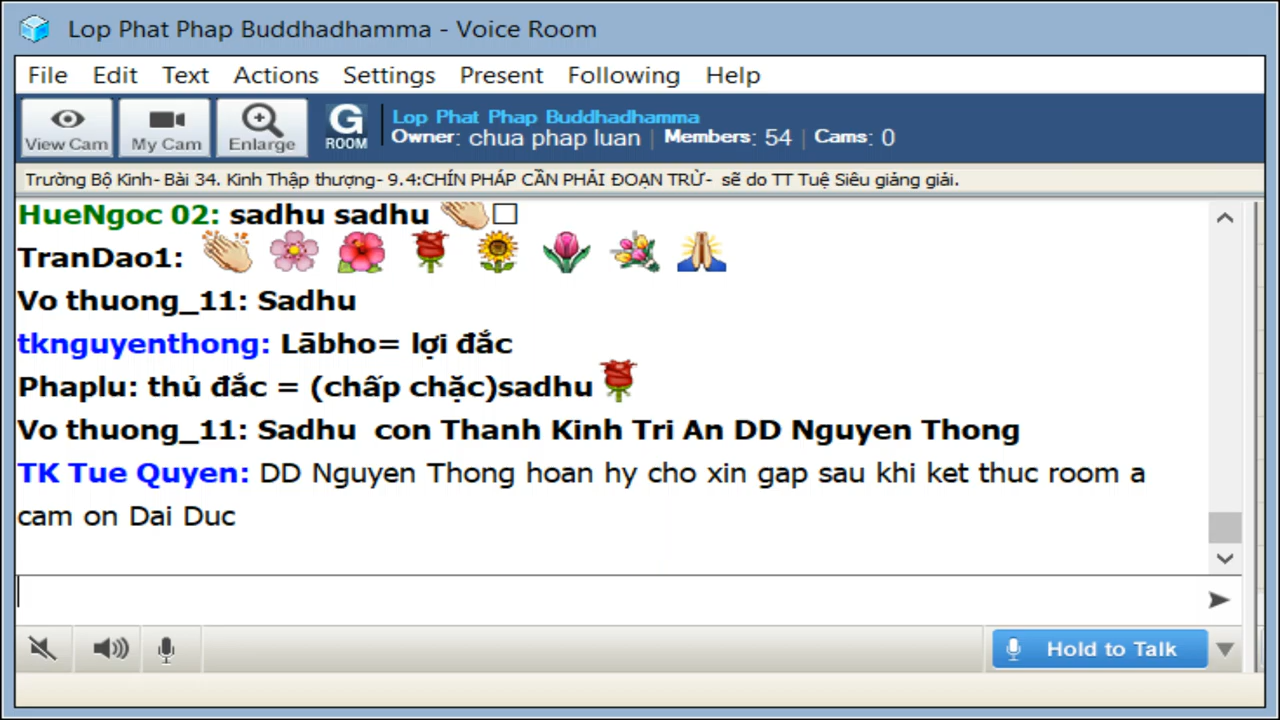 Lop Phat Phap Buddhadhamma - Voice Room
File Edit Text Actions Settings Present Following Help
View Cam My Cam Enlarge G ROOM
Lop Phat Phap Buddhadhamma
Owner: chua phap luan | Members: 54 | Cams: 0
Trường Bộ Kinh- Bài 34. Kinh Thập thượng- 9.4:CHÍN PHÁP CẦN PHẢI ĐOẠN TRỪ- sẽ do TT Tuệ Siêu giảng giải.
HueNgoc 02: sadhu sadhu 👏□
TranDao1: 👏 🌸 🌺 🌹 🌻 🌷 💐 🙏
Vo thuong_11: Sadhu
tknguyenthong: Lābho= lợi đắc
Phaplu: thủ đắc = (chấp chặc)sadhu🌹
Vo thuong_11: Sadhu con Thanh Kinh Tri An DD Nguyen Thong
TK Tue Quyen: DD Nguyen Thong hoan hy cho xin gap sau khi ket thuc room a
cam on Dai Duc
Hold to Talk